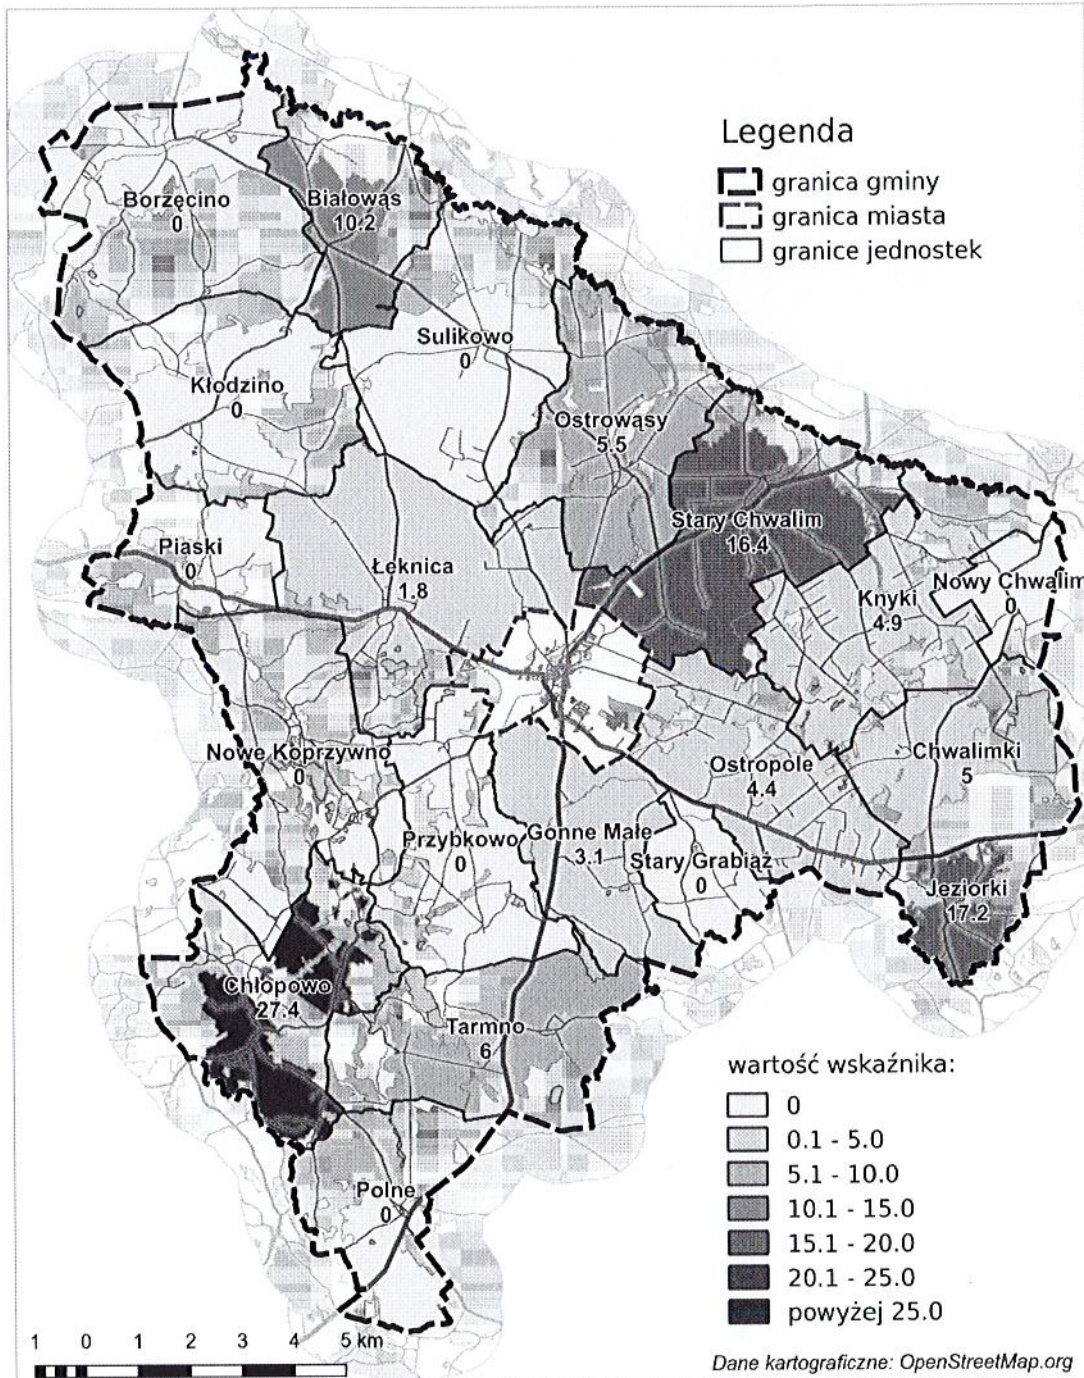 Legenda
granica gminy
granica miasta
granice jednostek
Borzęcino
0
Białowąs
10.2
Sulikowo
0
Kłodzino
0
Ostrowąsy
5.5
Stary Chwalim
16.4
Piaski
0
Łeknica
1.8
Nowy Chwalim
0
Knyki
4.9
Nowe Koprzywno
0
Ostropole
4.4
Chwalimki
5
Przybkowo
0
Gonne Małe
3.1
Stary Grabiąż
0
Jeziorki
17.2
Chłopowo
27.4
Tarmno
6
Polne
0
wartość wskaźnika:
0
0.1 - 5.0
5.1 - 10.0
10.1 - 15.0
15.1 - 20.0
20.1 - 25.0
powyżej 25.0
1 0 1 2 3 4 5 km
Dane kartograficzne: OpenStreetMap.org